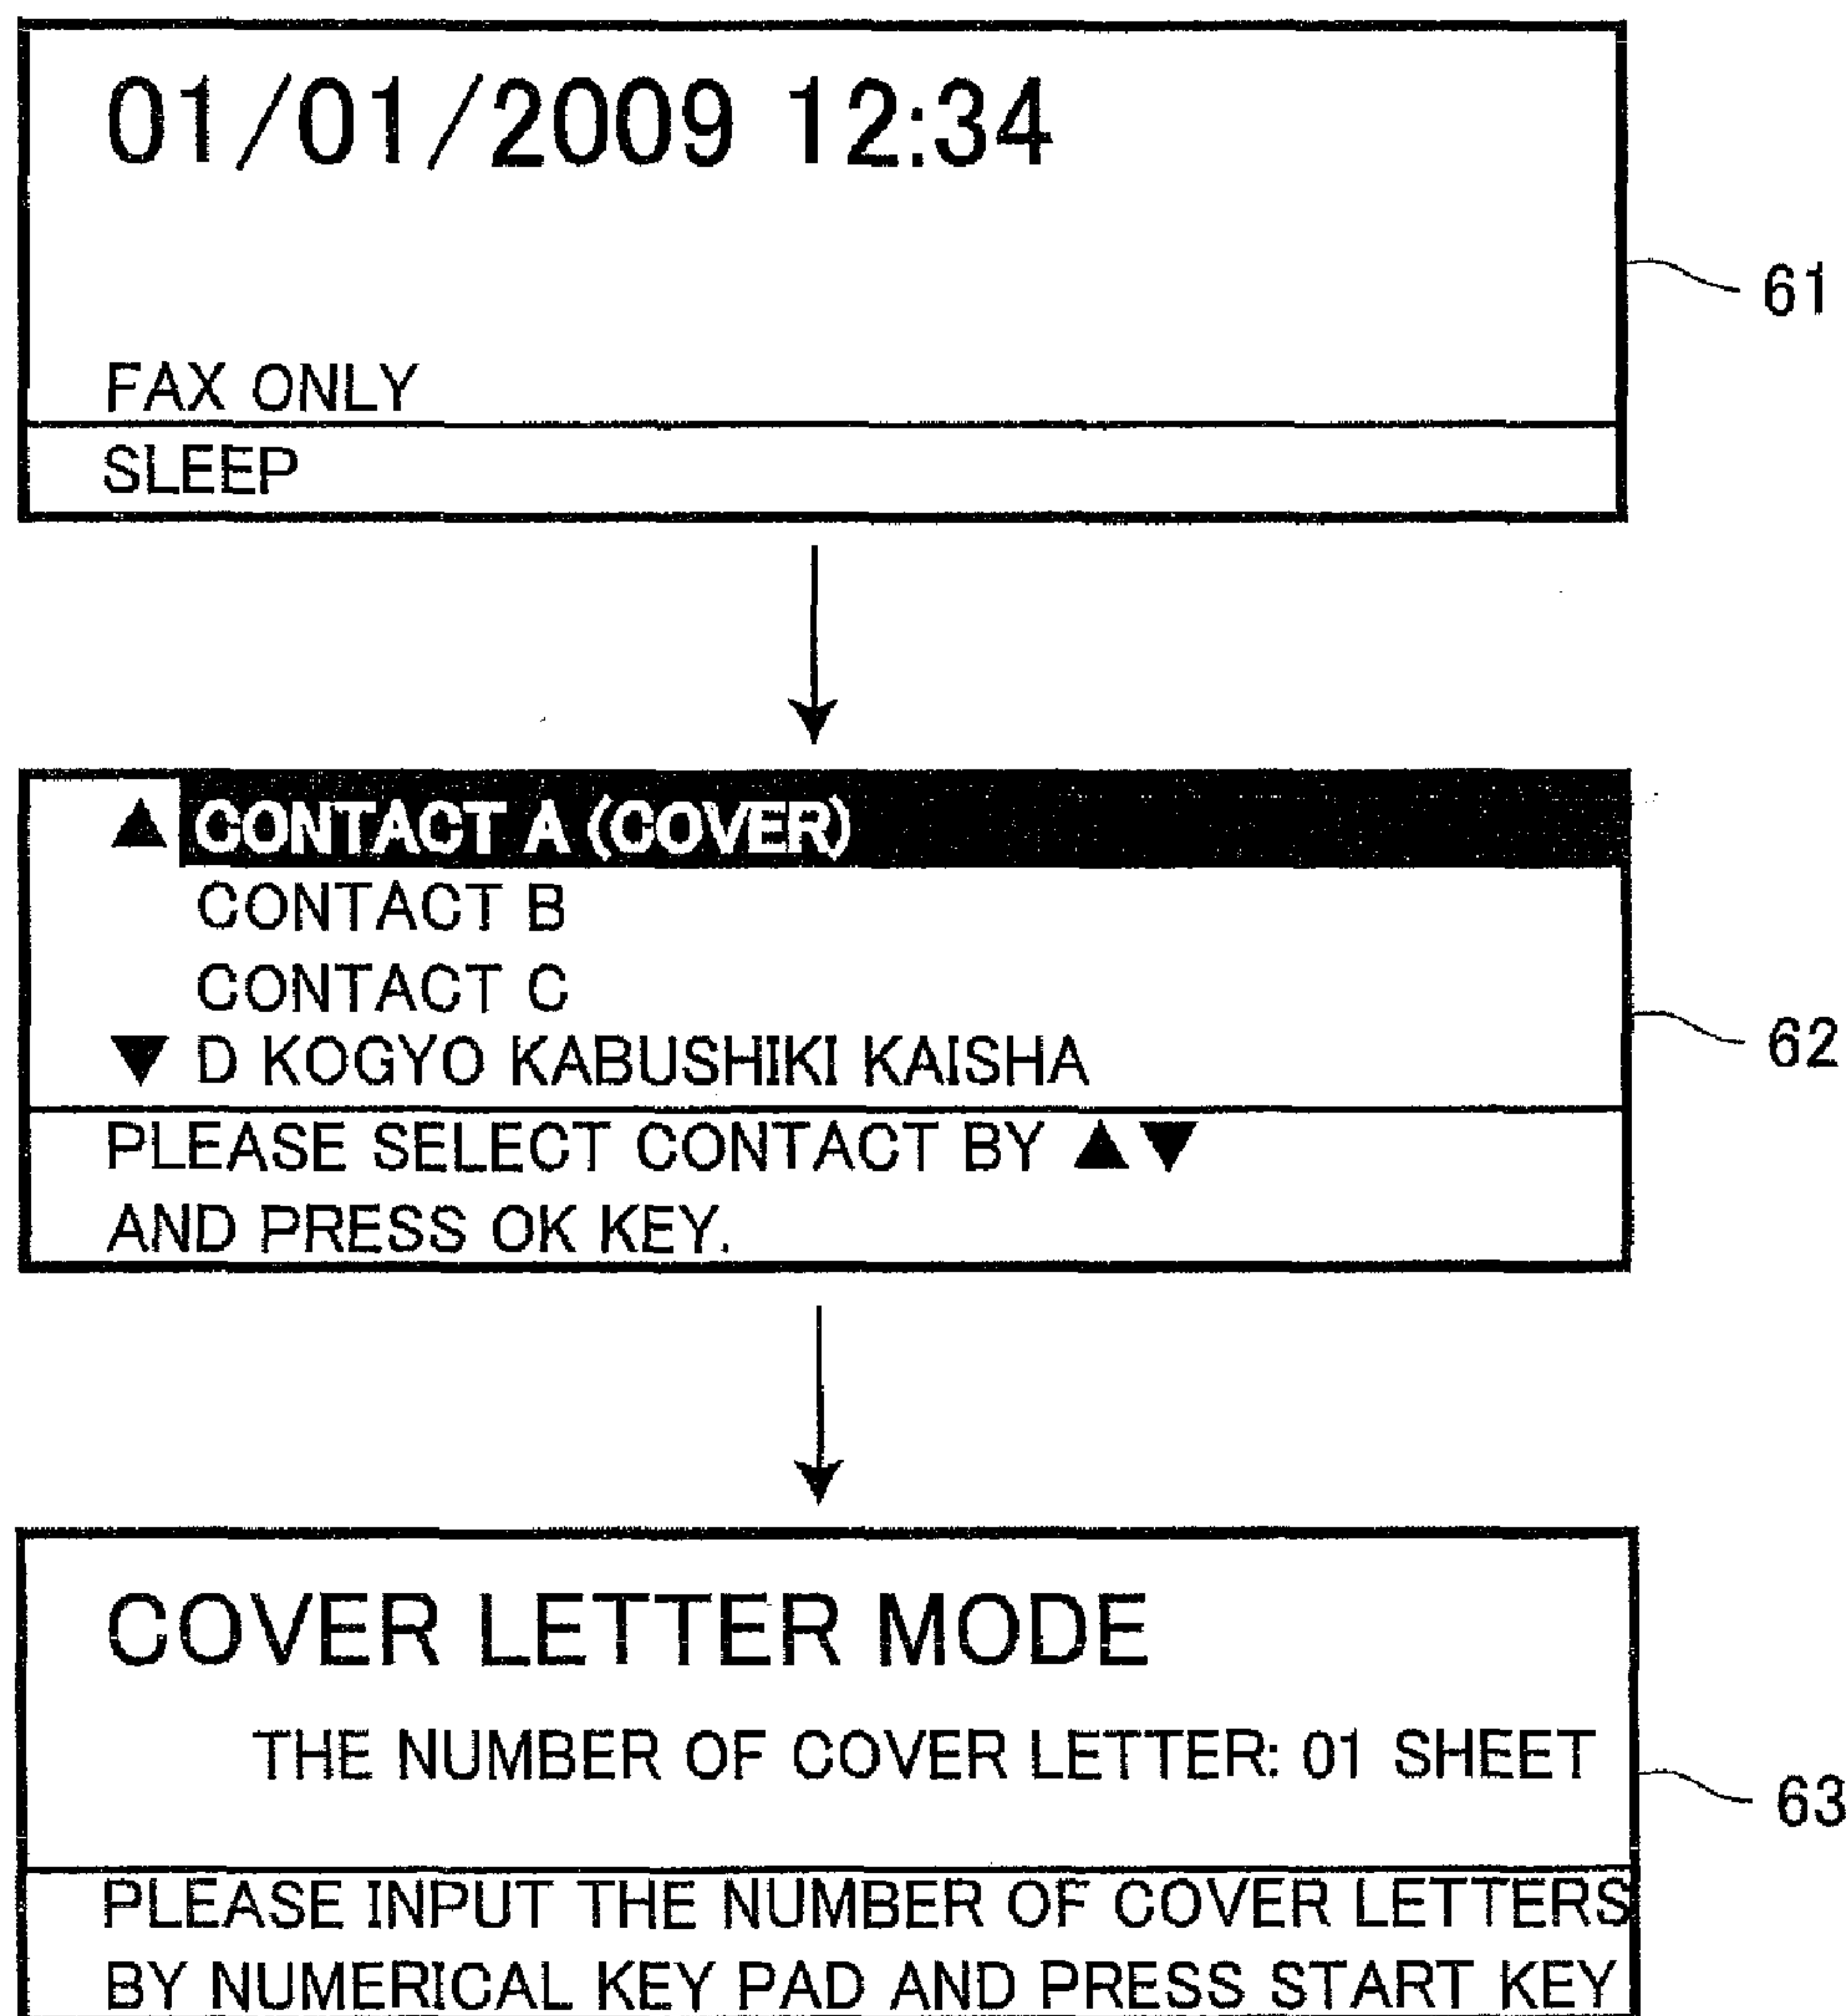 01/01/2009 12:34
61
FAX ONLY
SLEEP
▲ CONTACT A (COVER)
CONTACT B
CONTACT C
62
▼ D KOGYO KABUSHIKI KAISHA
PLEASE SELECT CONTACT BY ▲▼
AND PRESS OK KEY.
COVER LETTER MODE
THE NUMBER OF COVER LETTER: 01 SHEET
63
PLEASE INPUT THE NUMBER OF COVER LETTERS
BY NUMERICAL KEY PAD AND PRESS START KEY